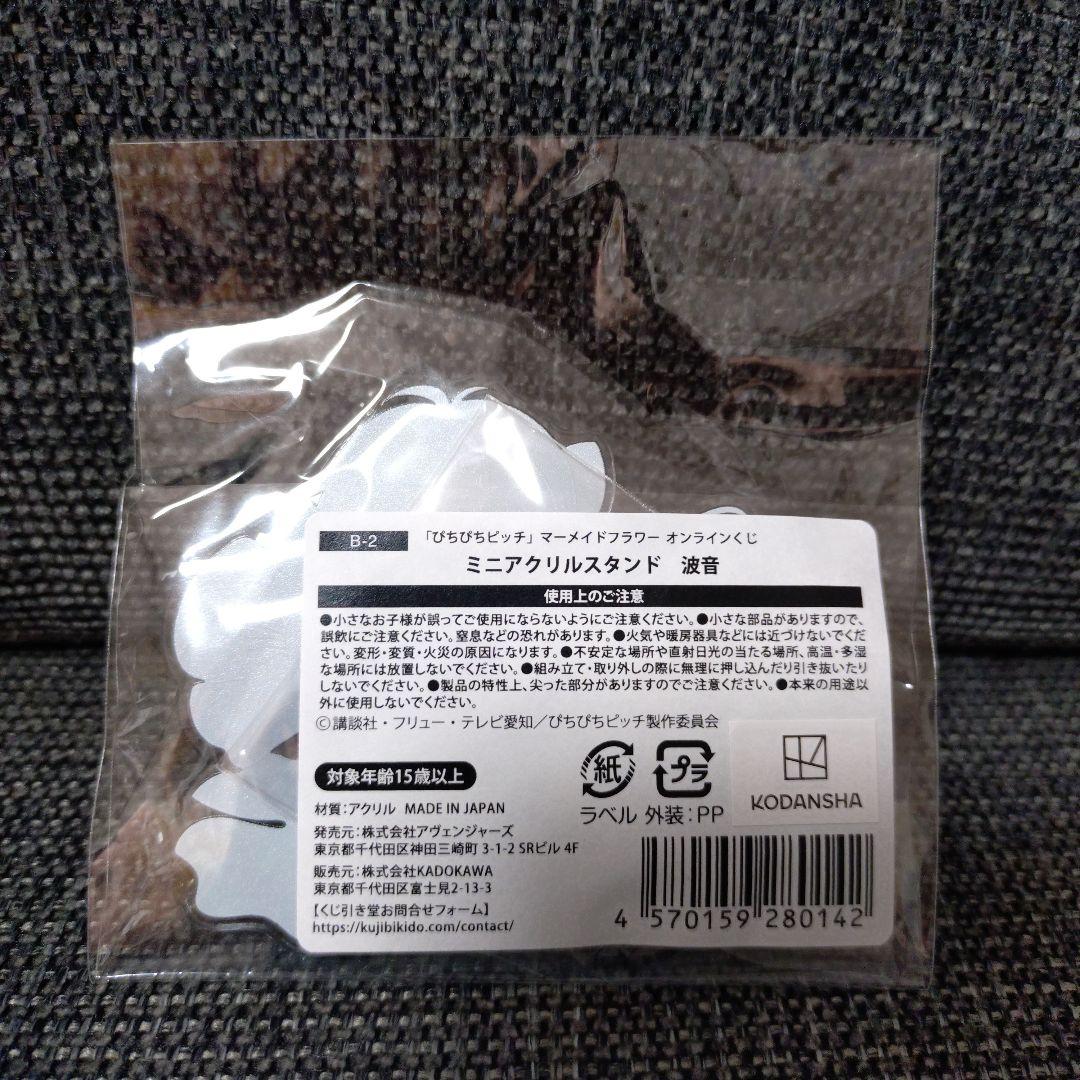 B-2
「ぴちぴちピッチ」マーメイドフラワー オンラインくじ
ミニアクリルスタンド 波音
使用上のご注意
●小さなお子様が誤ってご使用にならないようにご注意ください。●小さな部品がありますので、
誤飲にご注意ください。窒息などの恐れがあります。●火気や暖房器具などには近づけないでくだ
さい。変形・変質・火災の原因になります。●不安定な場所や直射日光の当たる場所、高温・多湿
な場所には放置しないでください。●組み立て・取り外しの際に無理に押し込んだり引き抜いたり
しないでください。●製品の特性上、尖った部分がありますのでご注意ください。●本来の用途以
外に使用しないでください。
©講談社・フリュー・テレビ愛知／ぴちぴちピッチ製作委員会
対象年齢15歳以上
紙
プラ
ラベル 外装：PP
KODANSHA
材質：アクリル MADE IN JAPAN
発売元：株式会社アヴェンジャーズ
東京都千代田区神田三崎町 3-1-2 SRビル 4F
販売元：株式会社KADOKAWA
東京都千代田区富士見2-13-3
【くじ引き堂お問合せフォーム】
https://kujibikido.com/contact/
4 570159 280142